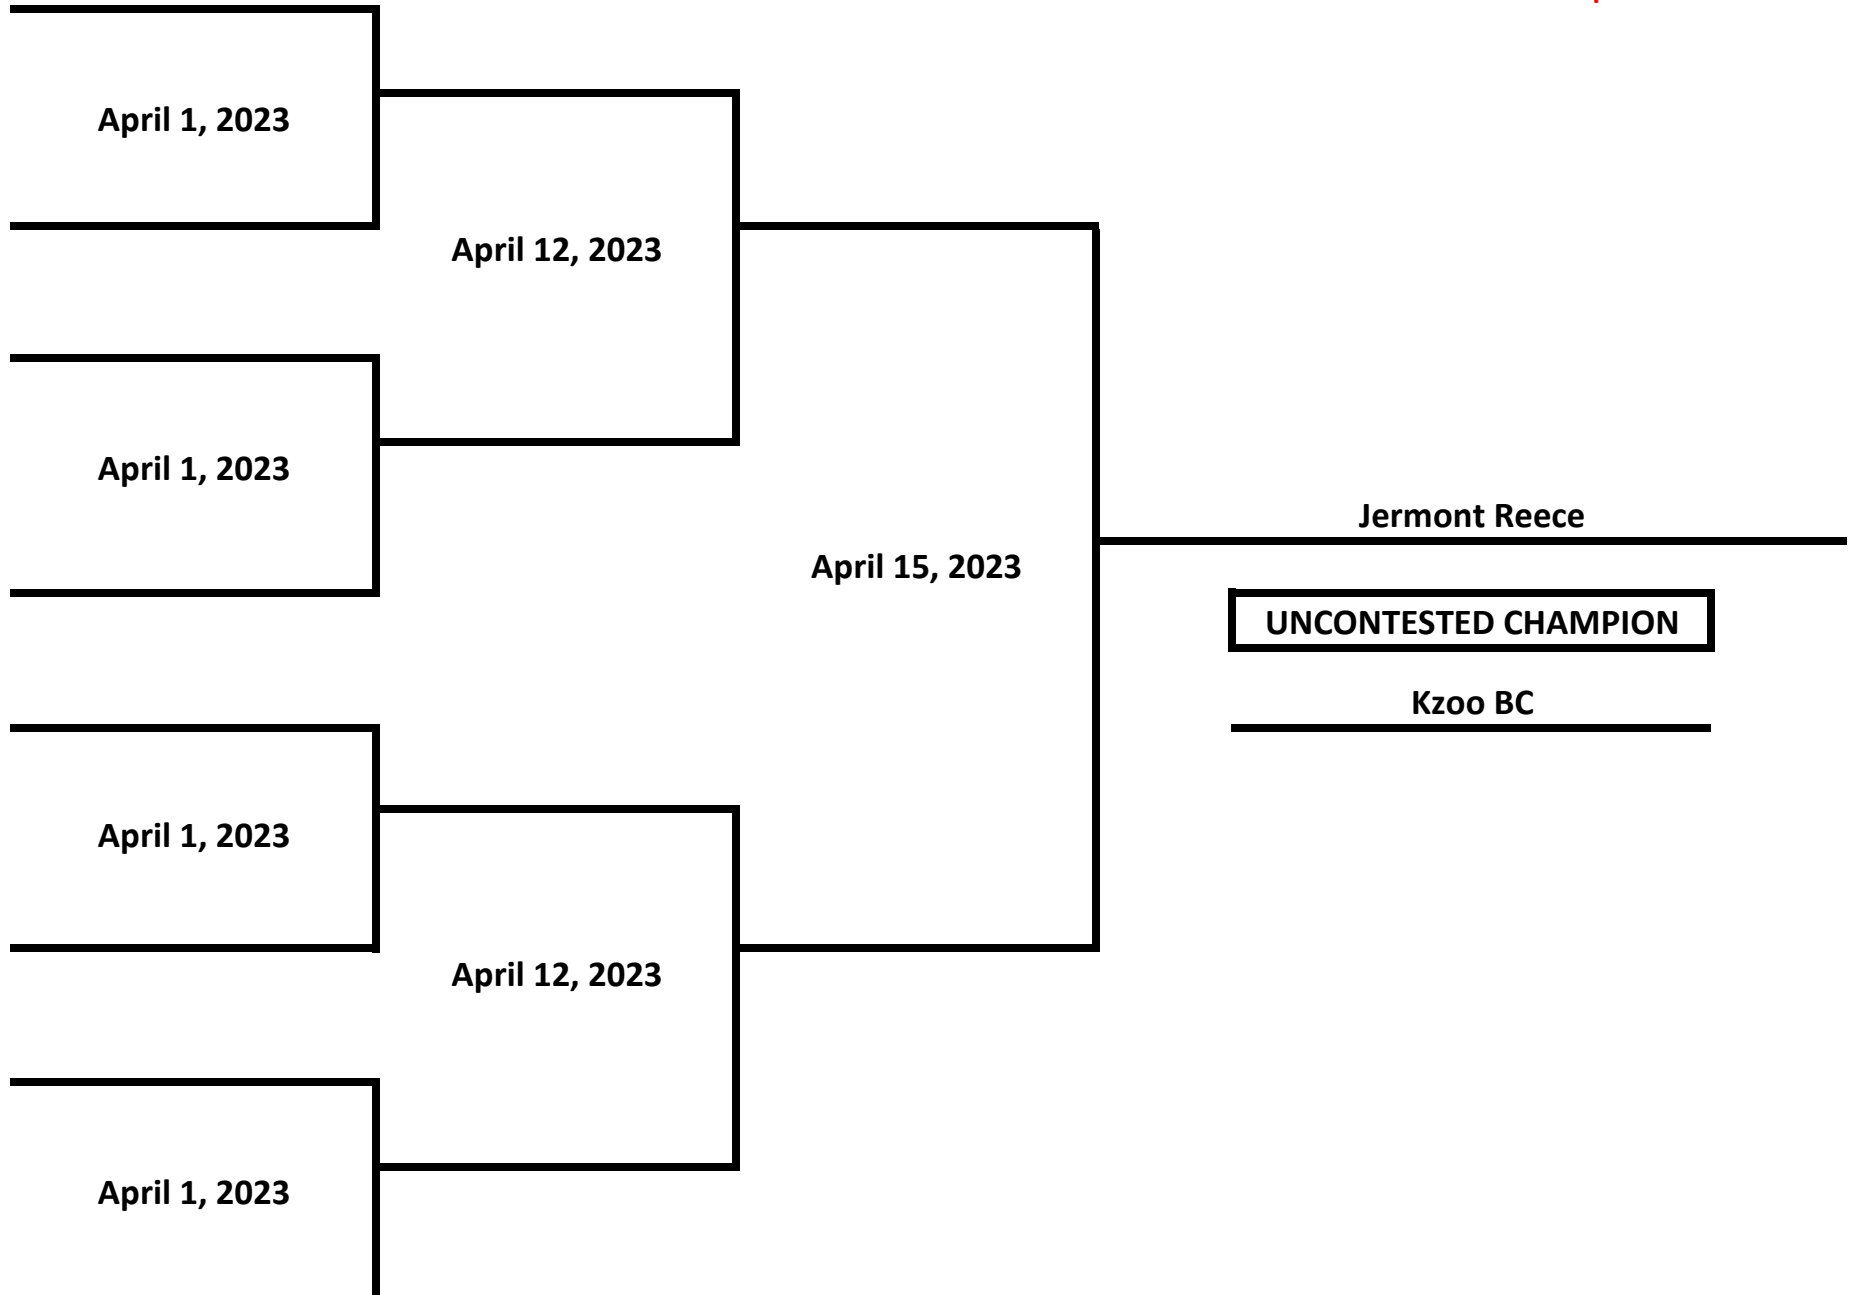 April 1, 2023
April 12, 2023
April 1, 2023
Jermont Reece
April 15, 2023
UNCONTESTED CHAMPION
Kzoo BC
April 1, 2023
April 12, 2023
April 1, 2023